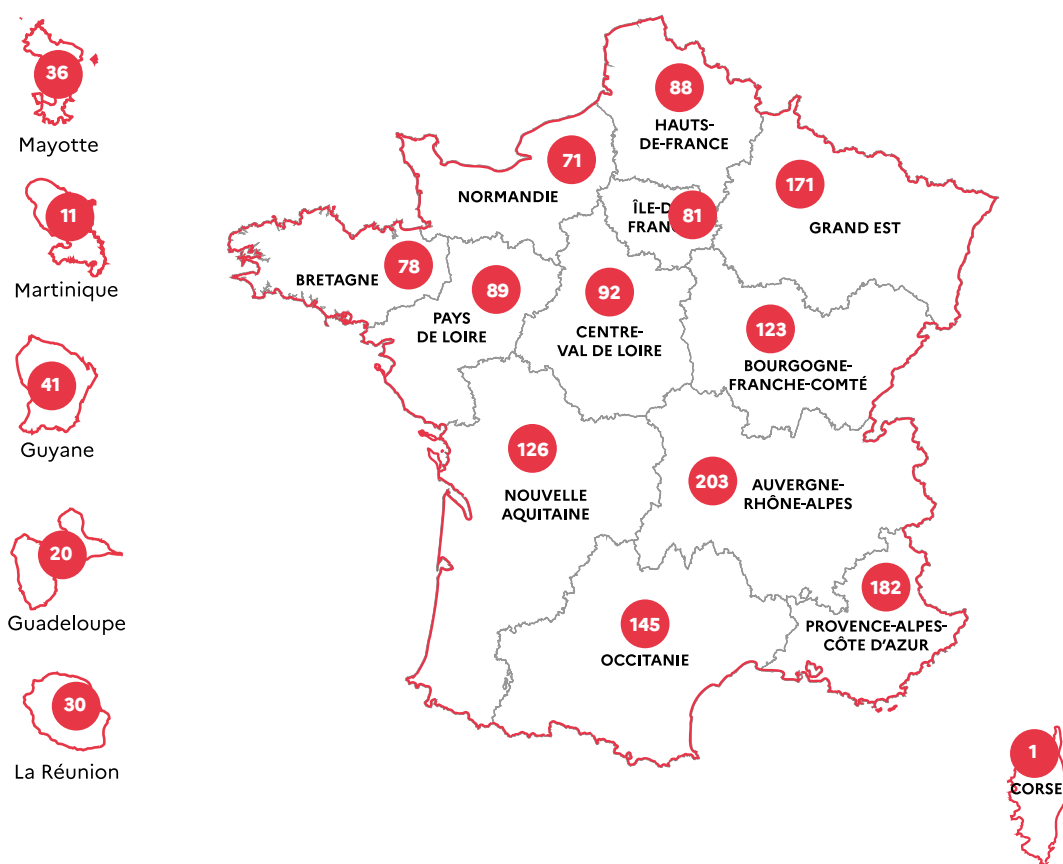 36
Mayotte
11
Martinique
41
Guyane
20
Guadeloupe
30
La Réunion
88
HAUTS-
DE-FRANCE
71
NORMANDIE
81
171
GRAND EST
78
BRETAGNE
89
PAYS
DE LOIRE
92
CENTRE-
VAL DE LOIRE
123
BOURGOGNE-
FRANCHE-COMTÉ
126
NOUVELLE
AQUITAINE
203
AUVERGNE-
RHÔNE-ALPES
182
PROVENCE-ALPES-
CÔTE D'AZUR
145
OCCITANIE
1
CORSE